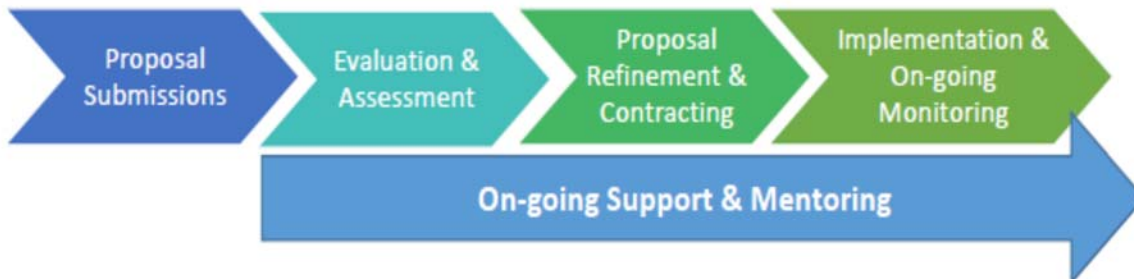 Proposal
Submissions
Evaluation &
Assessment
Proposal
Refinement &
Contracting
Implementation &
On-going
Monitoring
On-going Support & Mentoring